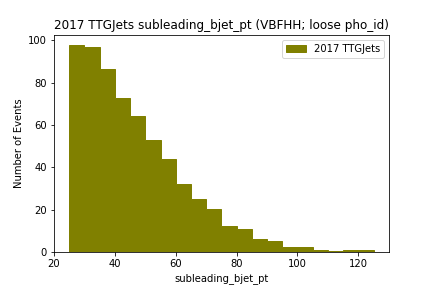 2017 TTGJets subleading_bjet_pt (VBFHH; loose pho_id)
2017 TTGJets
100
80
60
40
20
0
Number of Events
20 40 60 80 100 120
subleading_bjet_pt